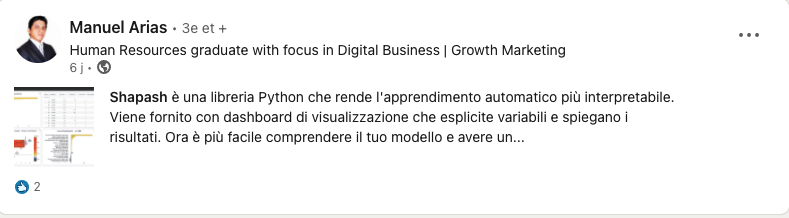 Manuel Arias • 3e et +
Human Resources graduate with focus in Digital Business | Growth Marketing
6 j •
Shapash è una libreria Python che rende l'apprendimento automatico più interpretabile.
Viene fornito con dashboard di visualizzazione che esplicite variabili e spiegano i
risultati. Ora è più facile comprendere il tuo modello e avere un...
2